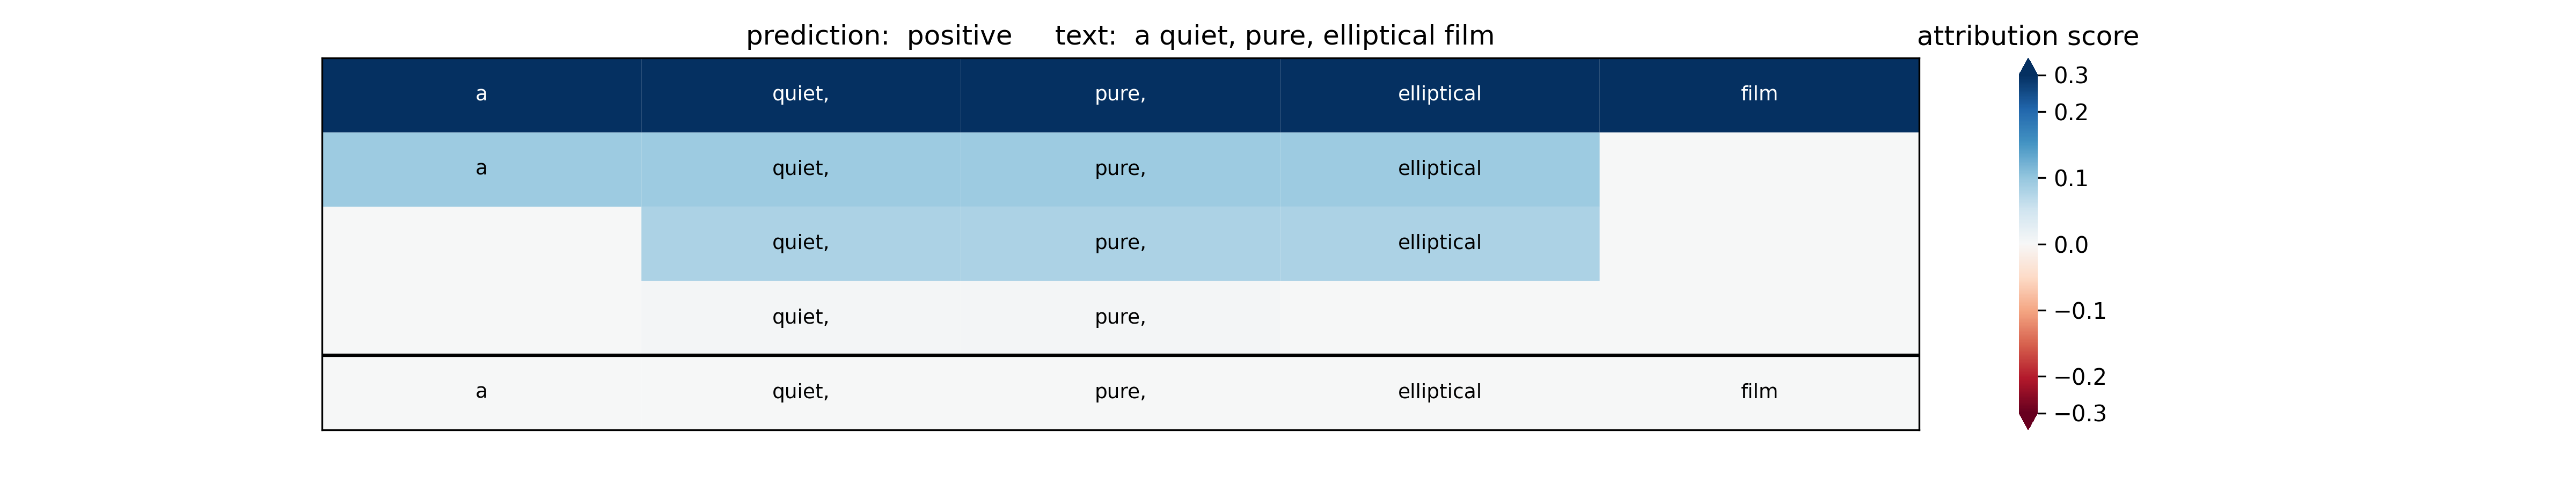 prediction:  positive     text:  a quiet, pure, elliptical film
attribution score
a quiet, pure, elliptical film
a quiet, pure, elliptical
quiet, pure, elliptical
quiet, pure,
a quiet, pure, elliptical film
0.3
0.2
0.1
0.0
−0.1
−0.2
−0.3